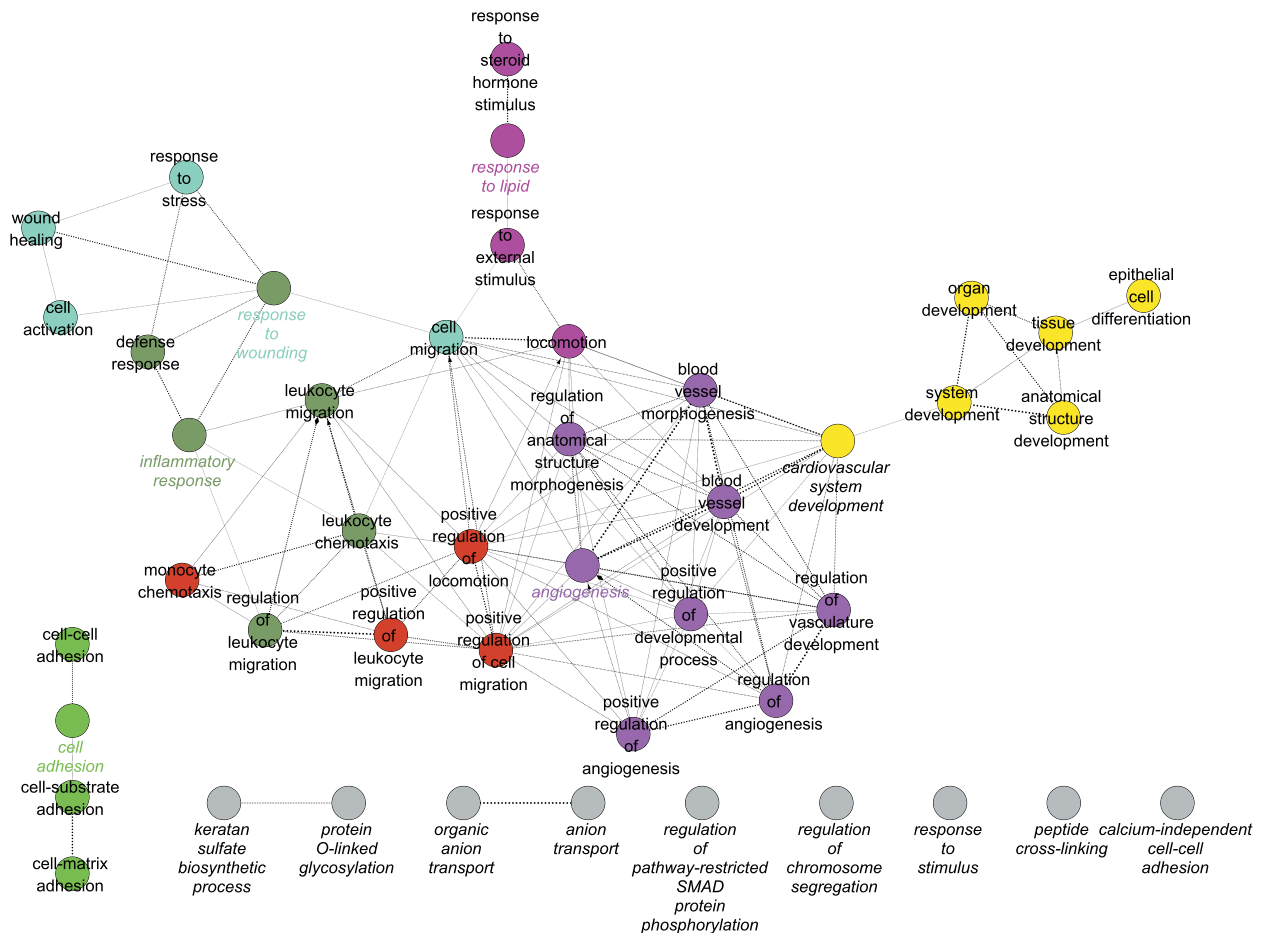 response
to
steroid
hormone
stimulus
response
to lipid
response
to
external
stimulus
response
to
stress
wound
healing
cell
activation
response
to
wounding
defense
response
inflammatory
response
cell
migration
locomotion
leukocyte
migration
regulation
of
anatomical
structure
morphogenesis
blood
vessel
morphogenesis
organ
development
epithelial
cell
differentiation
tissue
development
system
development
anatomical
structure
development
cardiovascular
system
development
blood
vessel
development
leukocyte
chemotaxis
positive
regulation
of
locomotion
angiogenesis
monocyte
chemotaxis
regulation
of
leukocyte
migration
positive
regulation
of
leukocyte
migration
positive
regulation
of cell
migration
positive
regulation
of
developmental
process
regulation
of
vasculature
development
regulation
of
angiogenesis
positive
regulation
of
angiogenesis
cell-cell
adhesion
cell
adhesion
cell-substrate
adhesion
cell-matrix
adhesion
keratan
sulfate
biosynthetic
process
protein
O-linked
glycosylation
organic
anion
transport
anion
transport
regulation
of
pathway-restricted
SMAD
protein
phosphorylation
regulation
of
chromosome
segregation
response
to
stimulus
peptide
cross-linking
calcium-independent
cell-cell
adhesion